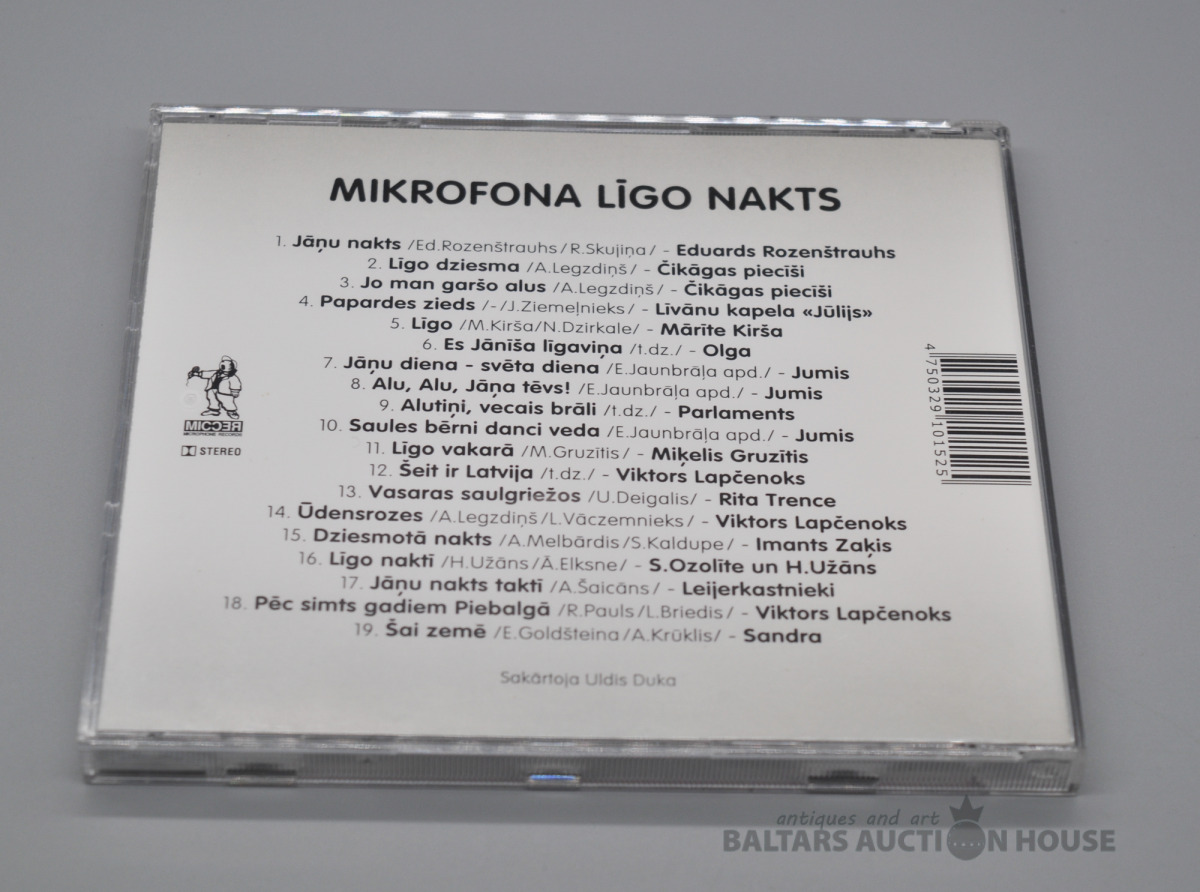 MIKROFONA LĪGO NAKTS
1. Jāņu nakts /Ed.Rozenštrauhs/R.Skujiņa/ - Eduards Rozenštrauhs
2. Līgo dziesma /A.Legzdiņš/ - Čikāgas piecīši
3. Jo man garšo alus /A.Legzdiņš/ - Čikāgas piecīši
4. Papardes zieds /-/J.Ziemeļnieks/ - Līvānu kapela «Jūlijs»
5. Līgo /M.Kirša/N.Dzirkale/ - Mārīte Kirša
6. Es Jānīša līgaviņa /t.dz./ - Olga
7. Jāņu diena - svēta diena /E.Jaunbrāļa apd./ - Jumis
8. Alu, Alu, Jāņa tēvs! /E.Jaunbrāļa apd./ - Jumis
9. Alutiņi, vecais brāli /t.dz./ - Parlaments
10. Saules bērni danci veda /E.Jaunbrāļa apd./ - Jumis
11. Līgo vakarā /M.Gruzītis/ - Miķelis Gruzītis
12. Šeit ir Latvija /t.dz./ - Viktors Lapčenoks
13. Vasaras saulgriežos /U.Deigalis/ - Rita Trence
14. Ūdensrozes /A.Legzdiņš/L.Vāczemnieks/ - Viktors Lapčenoks
15. Dziesmotā nakts /A.Melbārdis/S.Kaldupe/ - Imants Zaķis
16. Līgo naktī /H.Užāns/Ā.Elksne/ - S.Ozolīte un H.Užāns
17. Jāņu nakts taktī /A.Šaicāns/ - Leijerkastnieki
18. Pēc simts gadiem Piebalgā /R.Pauls/L.Briedis/ - Viktors Lapčenoks
19. Šai zemē /E.Goldšteina/A.Krūklis/ - Sandra
Sakārtoja Uldis Duka
MICREC
MICROPHONE RECORDS
STEREO
4 750329 101525
antiques and art
BALTARS AUCTION HOUSE